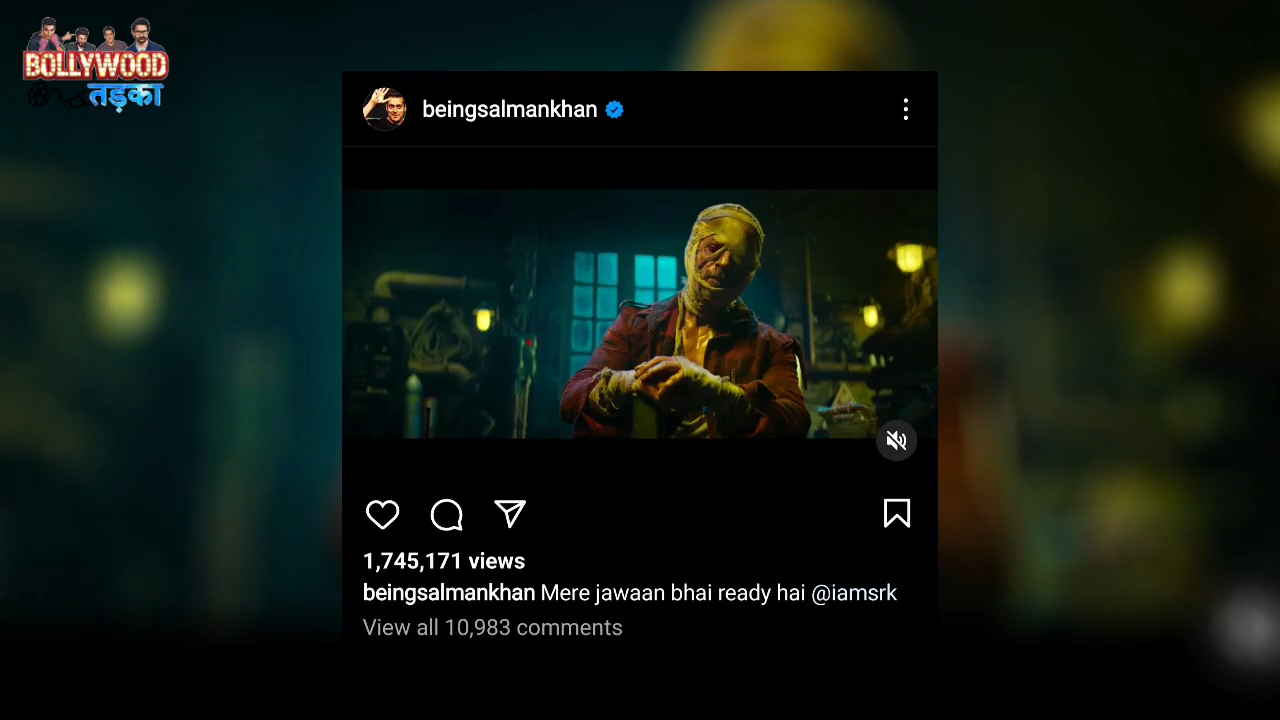 BOLLYWOOD
तड़का
beingsalmankhan
1,745,171 views
beingsalmankhan Mere jawaan bhai ready hai @iamsrk
View all 10,983 comments